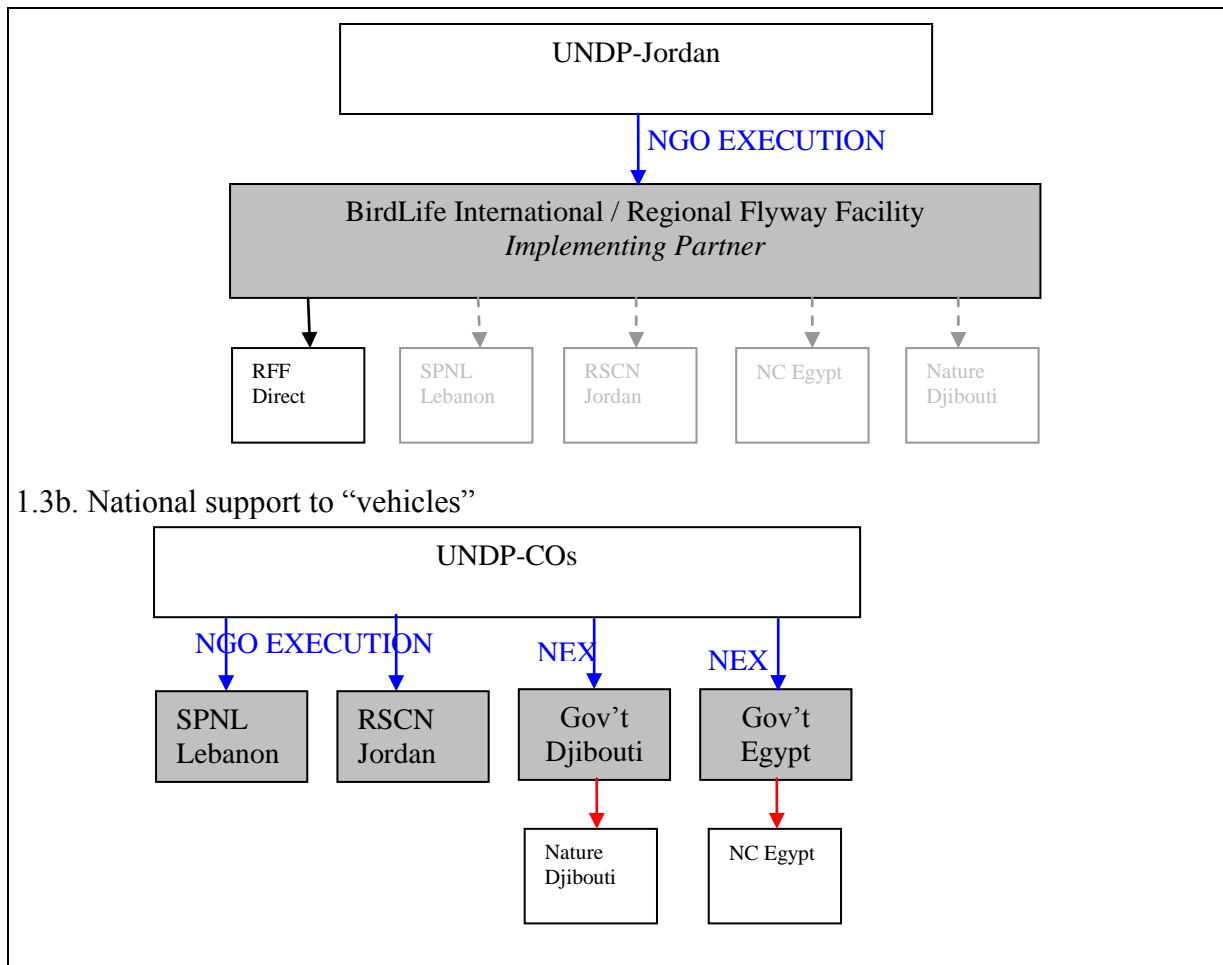 UNDP-Jordan
NGO EXECUTION
BirdLife International / Regional Flyway Facility
Implementing Partner
RFF
Direct
SPNL
Lebanon
RSCN
Jordan
NC Egypt
Nature
Djibouti
1.3b. National support to “vehicles”
UNDP-COs
NGO EXECUTION
NEX
NEX
SPNL
Lebanon
RSCN
Jordan
Gov’t
Djibouti
Gov’t
Egypt
Nature
Djibouti
NC Egypt